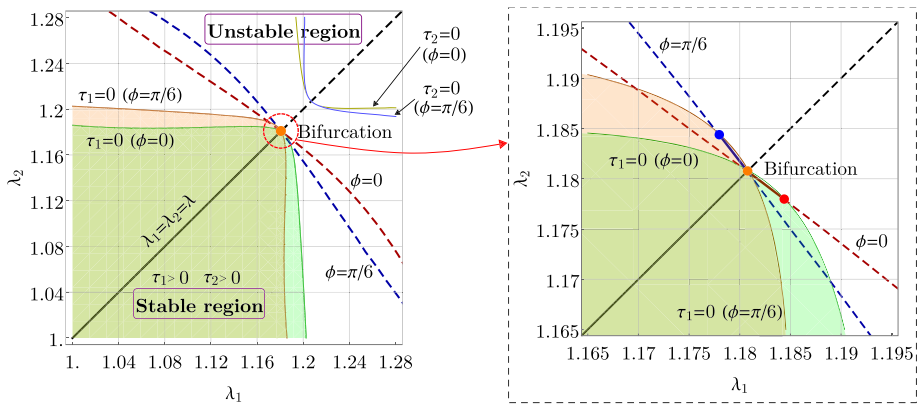 1.28
1.24
1.2
1.16
1.12
1.08
1.04
1.
λ₂
Unstable region
τ₂=0
(ϕ=0)
τ₂=0
(ϕ=π/6)
τ₁=0 (ϕ=π/6)
τ₁=0 (ϕ=0)
Bifurcation
ϕ=0
λ₁=λ₂=λ
ϕ=π/6
τ₁>0 τ₂>0
Stable region
1. 1.04 1.08 1.12 1.16 1.2 1.24 1.28
λ₁
1.195
1.19
1.185
1.18
1.175
1.17
1.165
λ₂
ϕ=π/6
τ₁=0 (ϕ=0)
Bifurcation
ϕ=0
τ₁=0 (ϕ=π/6)
1.165 1.17 1.175 1.18 1.185 1.19 1.195
λ₁